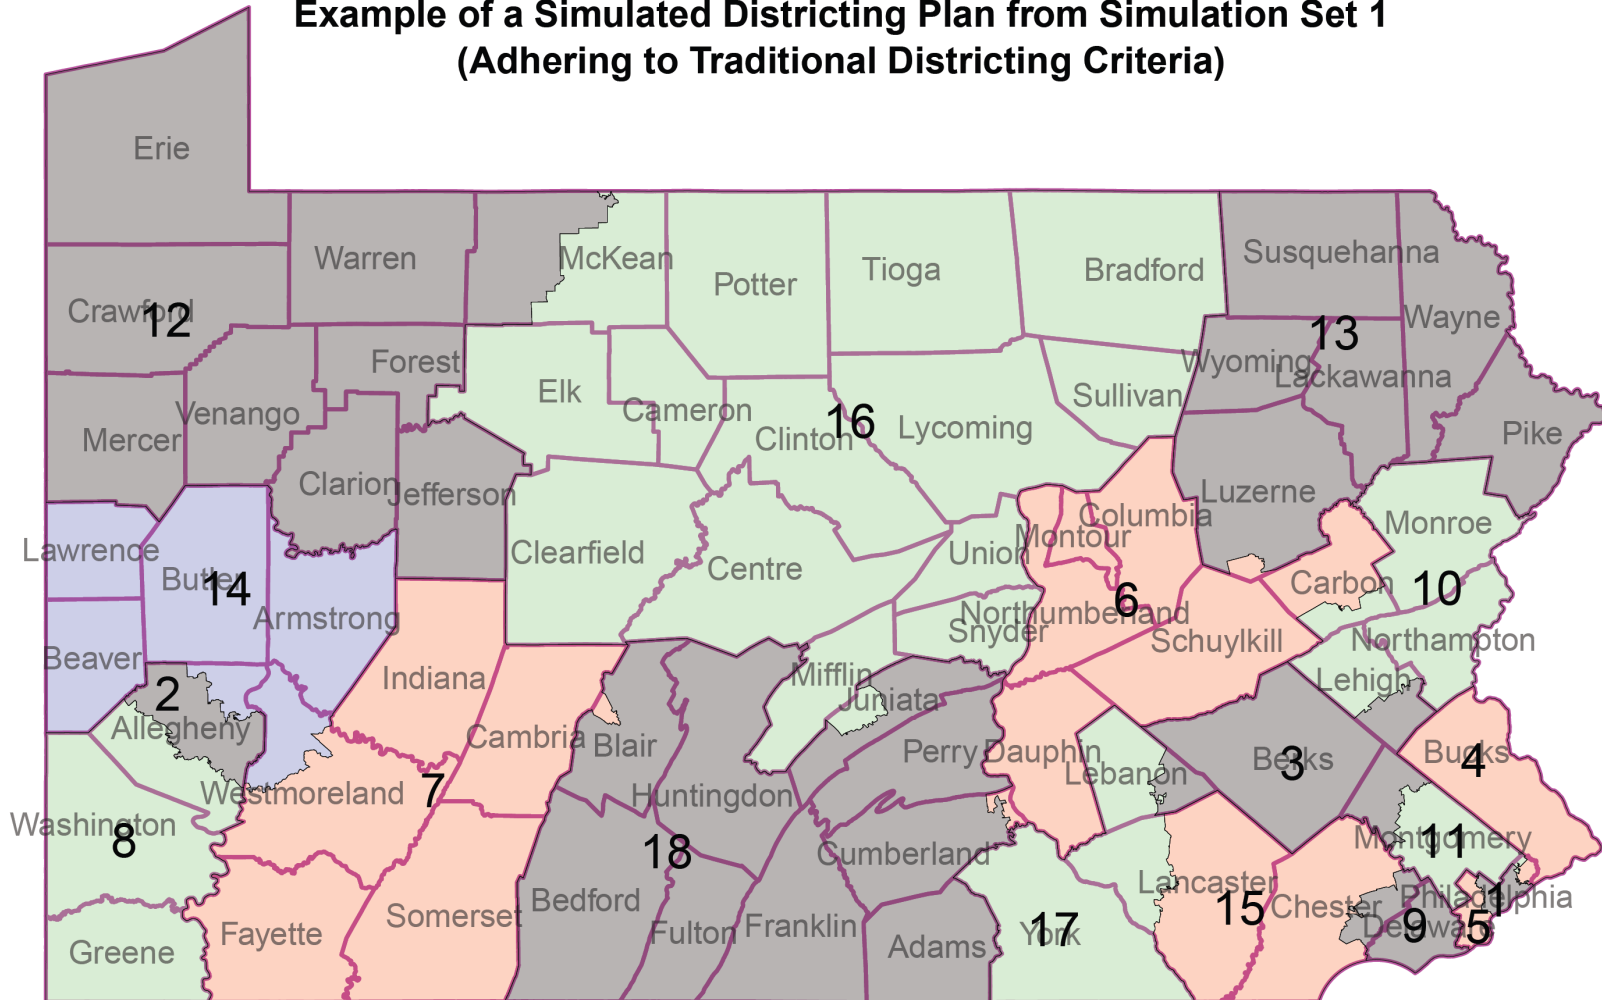 Example of a Simulated Districting Plan from Simulation Set 1
(Adhering to Traditional Districting Criteria)
Erie
Warren
McKean
Potter
Tioga
Bradford
Susquehanna
Wayne
Crawford
12
Forest
Elk
Cameron
Clinton
16
Lycoming
Sullivan
Wyoming
13
Lackawanna
Pike
Mercer
Venango
Clarion
Jefferson
Clearfield
Centre
Union
Montour
Columbia
Luzerne
Monroe
Lawrence
Butler
14
Armstrong
Snyder
Northumberland
6
Schuylkill
Carbon
10
Northampton
Beaver
2
Allegheny
Indiana
Cambria
Blair
Huntingdon
Mifflin
Juniata
Perry
Dauphin
Lebanon
Berks
3
Lehigh
Bucks
4
Washington
8
Westmoreland
7
18
Cumberland
Lancaster
15
Chester
Montgomery
11
Philadelphia
1
Delaware
9
5
Greene
Fayette
Somerset
Bedford
Fulton
Franklin
Adams
York
17